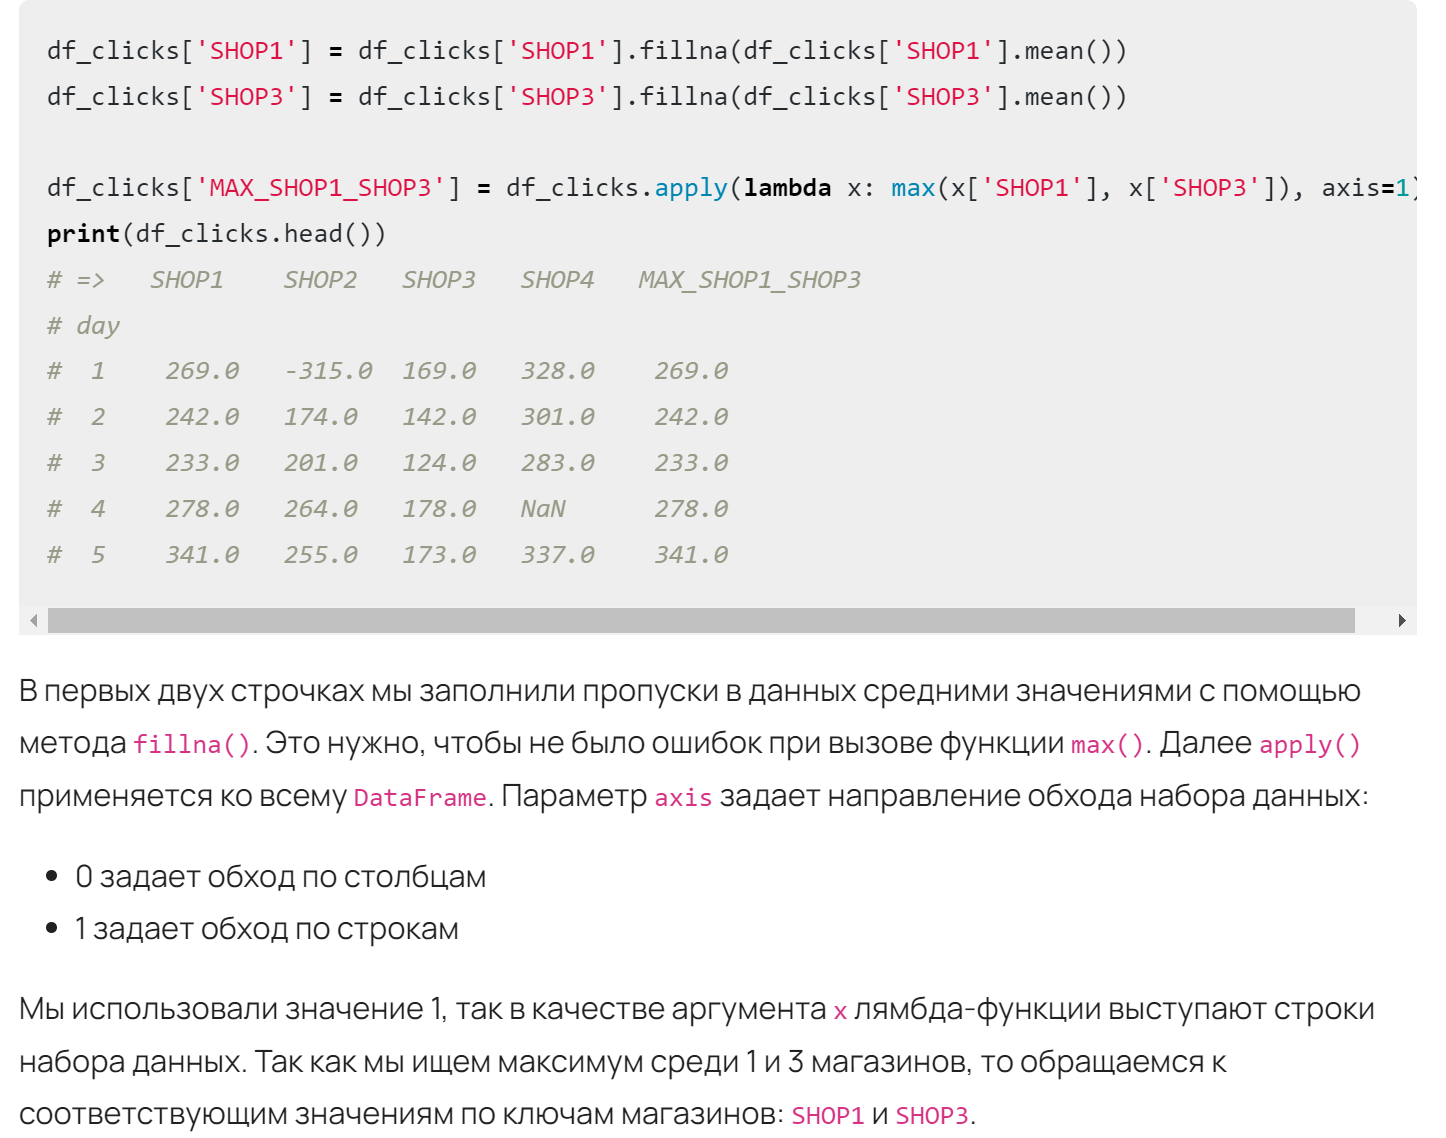 df_clicks['SHOP1'] = df_clicks['SHOP1'].fillna(df_clicks['SHOP1'].mean())
df_clicks['SHOP3'] = df_clicks['SHOP3'].fillna(df_clicks['SHOP3'].mean())
df_clicks['MAX_SHOP1_SHOP3'] = df_clicks.apply(lambda x: max(x['SHOP1'], x['SHOP3']), axis=1)
print(df_clicks.head())
# =>   SHOP1    SHOP2   SHOP3   SHOP4   MAX_SHOP1_SHOP3
# day
#  1    269.0   -315.0  169.0   328.0    269.0
#  2    242.0   174.0   142.0   301.0    242.0
#  3    233.0   201.0   124.0   283.0    233.0
#  4    278.0   264.0   178.0   NaN      278.0
#  5    341.0   255.0   173.0   337.0    341.0
В первых двух строчках мы заполнили пропуски в данных средними значениями с помощью
метода fillna(). Это нужно, чтобы не было ошибок при вызове функции max(). Далее apply()
применяется ко всему DataFrame. Параметр axis задает направление обхода набора данных:
• 0 задает обход по столбцам
• 1 задает обход по строкам
Мы использовали значение 1, так в качестве аргумента x лямбда-функции выступают строки
набора данных. Так как мы ищем максимум среди 1 и 3 магазинов, то обращаемся к
соответствующим значениям по ключам магазинов: SHOP1 и SHOP3.